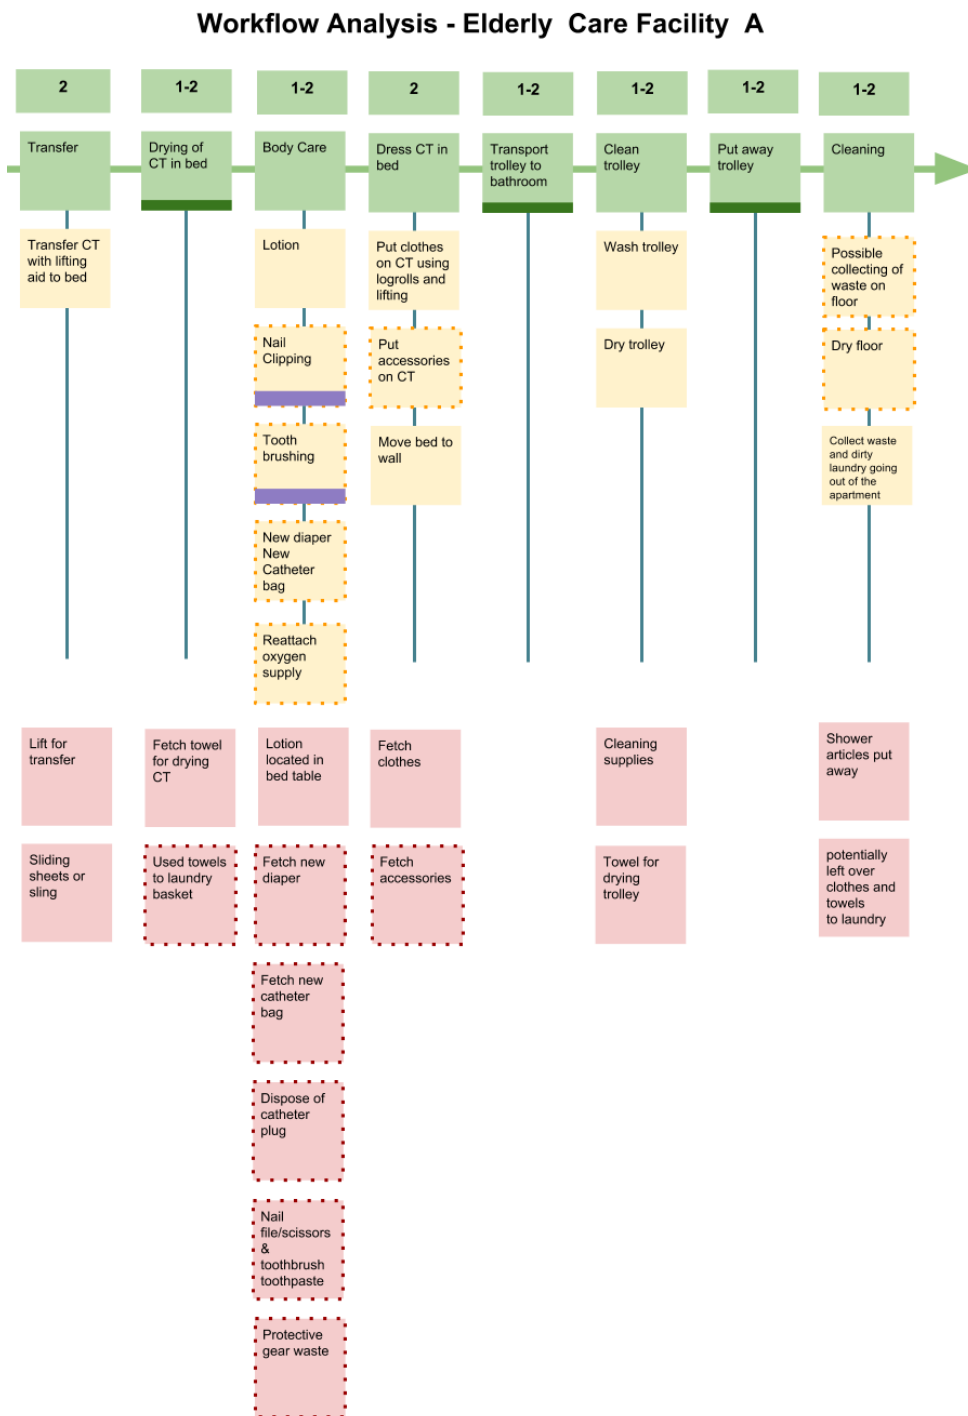 Workflow Analysis - Elderly  Care Facility  A
2
1-2
1-2
2
1-2
1-2
1-2
1-2
Transfer
Drying of
CT in bed
Body Care
Dress CT in
bed
Transport
trolley to
bathroom
Clean
trolley
Put away
trolley
Cleaning
Transfer CT
with lifting
aid to bed
Lotion
Nail
Clipping
Tooth
brushing
New diaper
New
Catheter
bag
Reattach
oxygen
supply
Put clothes
on CT using
logrolls and
lifting
Put
accessories
on CT
Move bed to
wall
Wash trolley
Dry trolley
Possible
collecting of
waste on
floor
Dry floor
Collect waste
and dirty
laundry going
out of the
apartment
Lift for
transfer
Sliding
sheets or
sling
Fetch towel
for drying
CT
Used towels
to laundry
basket
Lotion
located in
bed table
Fetch new
diaper
Fetch new
catheter
bag
Dispose of
catheter
plug
Nail
file/scissors
&
toothbrush
toothpaste
Protective
gear waste
Fetch
clothes
Fetch
accessories
Cleaning
supplies
Towel for
drying
trolley
Shower
articles put
away
potentially
left over
clothes and
towels
to laundry